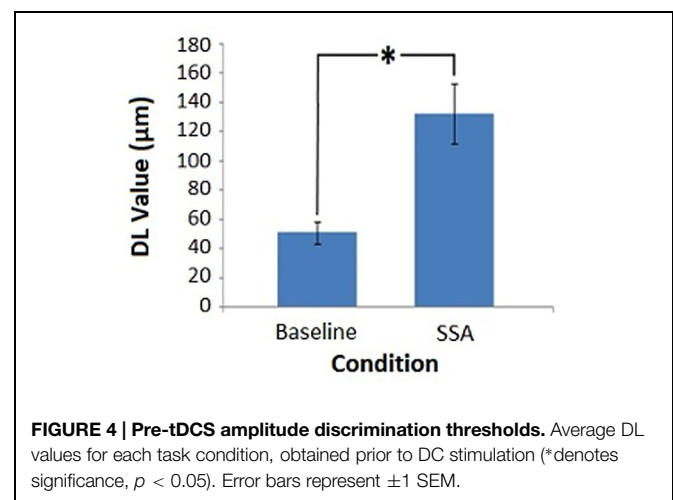 180
160
140
120
100
80
60
40
20
0
DL Value (μm)
*
Baseline SSA
Condition
FIGURE 4 | Pre-tDCS amplitude discrimination thresholds. Average DL
values for each task condition, obtained prior to DC stimulation (*denotes
significance, p < 0.05). Error bars represent ±1 SEM.